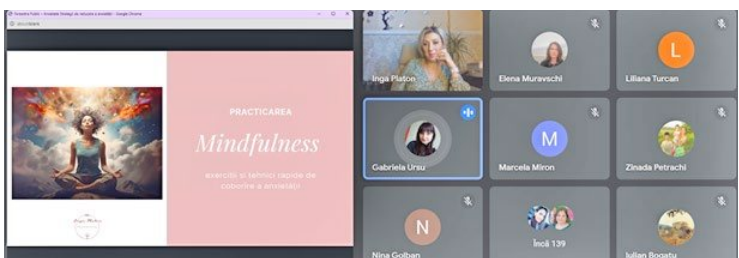 PRACTICAREA
Mindfulness
exerciții și tehnici rapide de
coborîre a anxietății
Inga Platon
Elena Muravschi
L
Liliana Turcan
Gabriela Ursu
M
Marcela Miron
Zinada Petrachi
N
Nina Golban
Încă 139
Iulian Bogatu